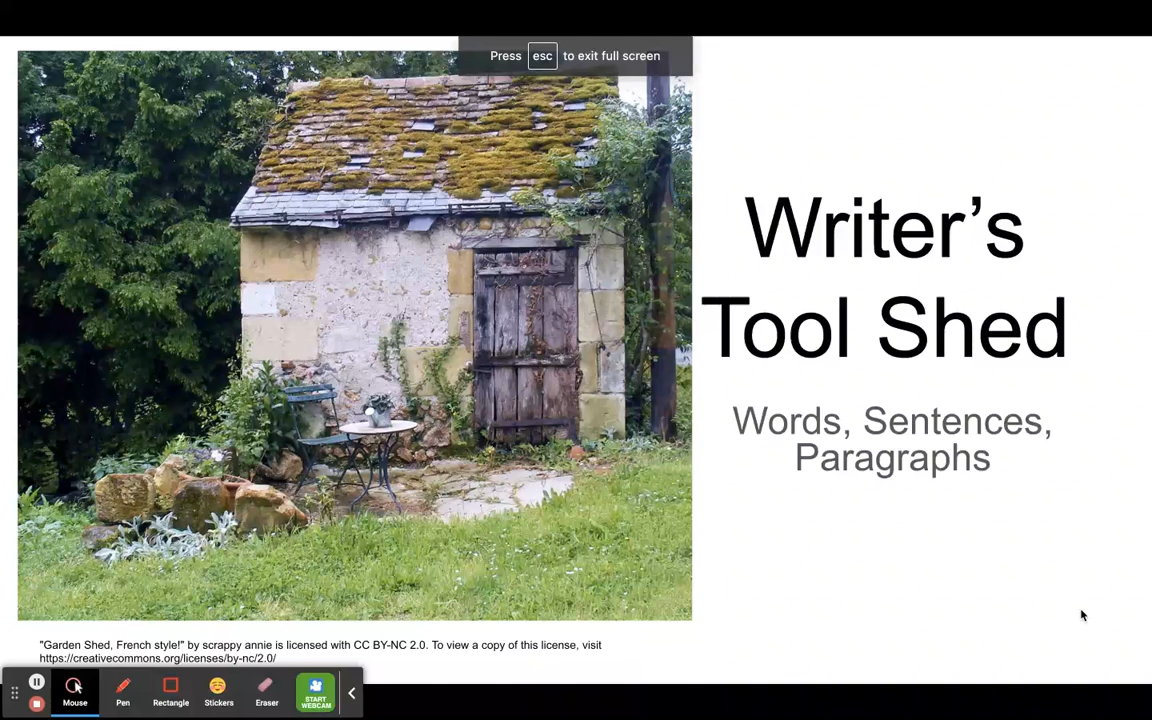 Press esc to exit full screen
Writer's
Tool Shed
Words, Sentences,
Paragraphs
"Garden Shed, French style!" by scrappy annie is licensed with CC BY-NC 2.0. To view a copy of this license, visit
https://creativecommons.org/licenses/by-nc/2.0/
Mouse
Pen
Rectangle
Stickers
Eraser
START
WEBCAM